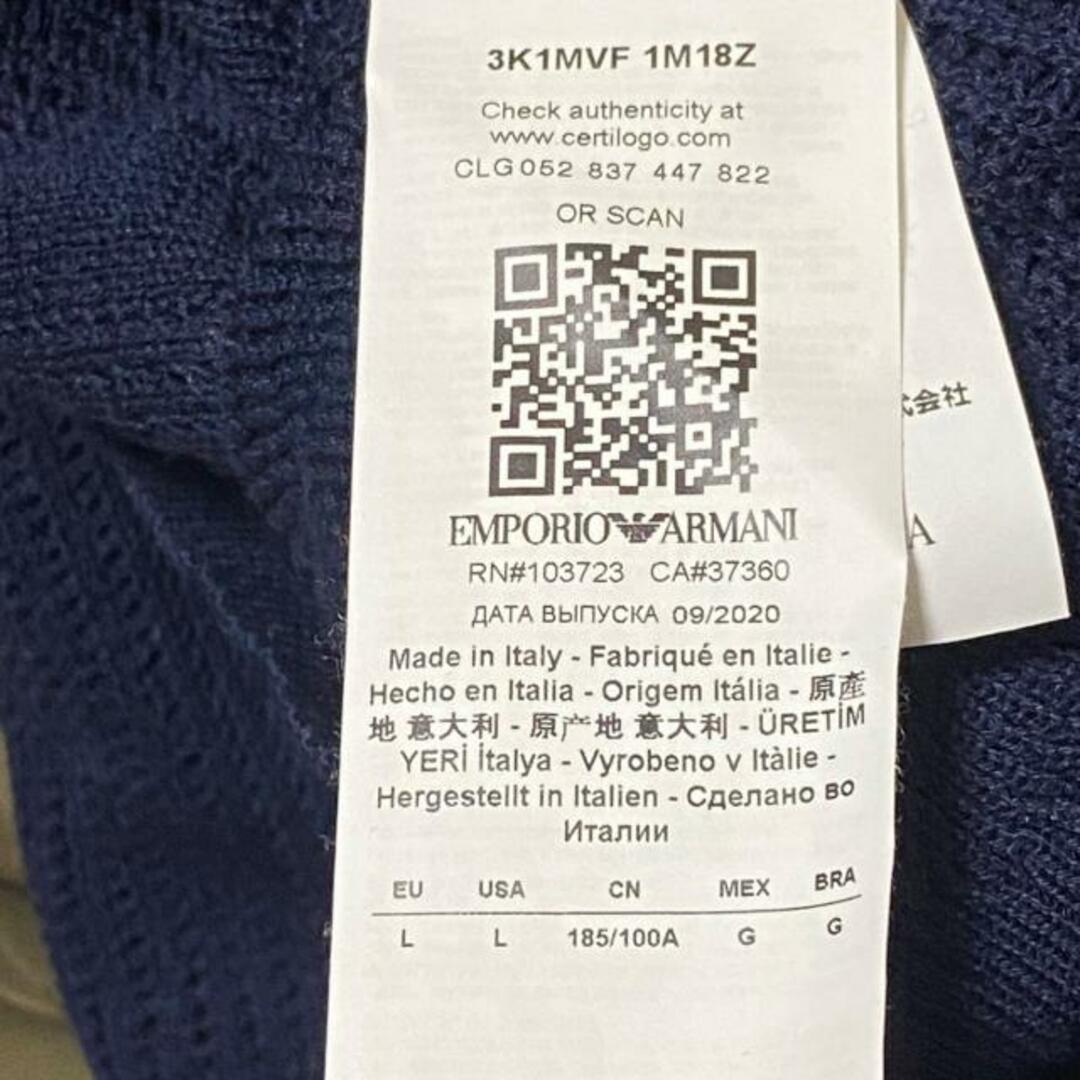 3K1MVF 1M18Z
Check authenticity at
www.certilogo.com
CLG 052 837 447 822
OR SCAN
EMPORIO ARMANI
RN#103723 CA#37360
ДАТА ВЫПУСКА 09/2020
Made in Italy - Fabriqué en Italie -
Hecho en Italia - Origem Itália - 原產
地 意大利 - 原产地 意大利 - ÜRETİM
YERİ İtalya - Vyrobeno v Itàlie -
Hergestellt in Italien - Сделано во
Италии
EU USA CN MEX BRA
L L 185/100A G G
会社
A